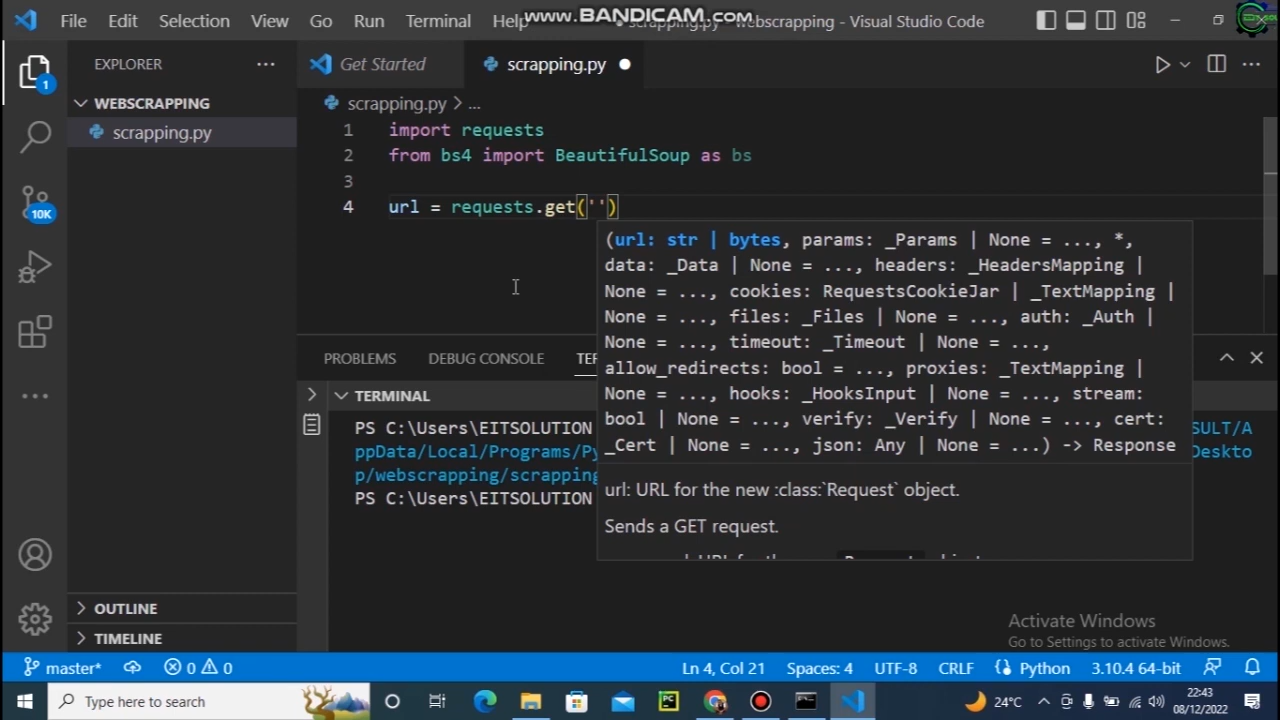 File Edit Selection View Go Run Terminal Help
www.BANDICAM.com
scrapping.py - webscrapping - Visual Studio Code
EXPLORER
Get Started
scrapping.py
WEBSCRAPPING
scrapping.py
scrapping.py > ...
1 import requests
2 from bs4 import BeautifulSoup as bs
3
4 url = requests.get('')
(url: str | bytes, params: _Params | None = ..., *,
data: _Data | None = ..., headers: _HeadersMapping |
None = ..., cookies: RequestsCookieJar | _TextMapping |
None = ..., files: _Files | None = ..., auth: _Auth |
None = ..., timeout: _Timeout | None = ...,
allow_redirects: bool = ..., proxies: _TextMapping |
None = ..., hooks: _HooksInput | None = ..., stream:
bool | None = ..., verify: _Verify | None = ..., cert:
_Cert | None = ..., json: Any | None = ...) -> Response
url: URL for the new :class:`Request` object.
Sends a GET request.
PROBLEMS DEBUG CONSOLE TER
TERMINAL
PS C:\Users\EITSOLUTION SULT/A
ppData/Local/Programs/Py Deskto
p/webscrapping/scrapping
PS C:\Users\EITSOLUTION
1
10K
OUTLINE
TIMELINE
Activate Windows
Go to Settings to activate Windows.
master* 0 0 Ln 4, Col 21 Spaces: 4 UTF-8 CRLF Python 3.10.4 64-bit
Type here to search
24°C
22:43
08/12/2022